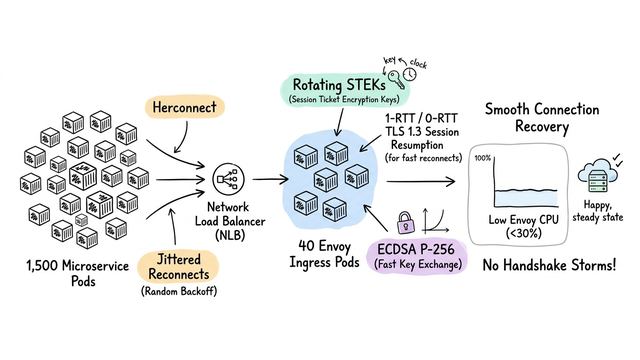 Herconnect
1,500 Microservice
Pods
Jittered
Reconnects
(Random Backoff)
Network
Load Balancer
(NLB)
Rotating STEKs
(Session Ticket Encryption Keys)
key
clock
1-RTT / 0-RTT
TLS 1.3 Session
Resumption
(for fast reconnects)
40 Envoy
Ingress Pods
ECDSA P-256
(Fast Key Exchange)
Smooth Connection
Recovery
100%
Low Envoy CPU
(<30%)
Happy,
steady state
No Handshake Storms!